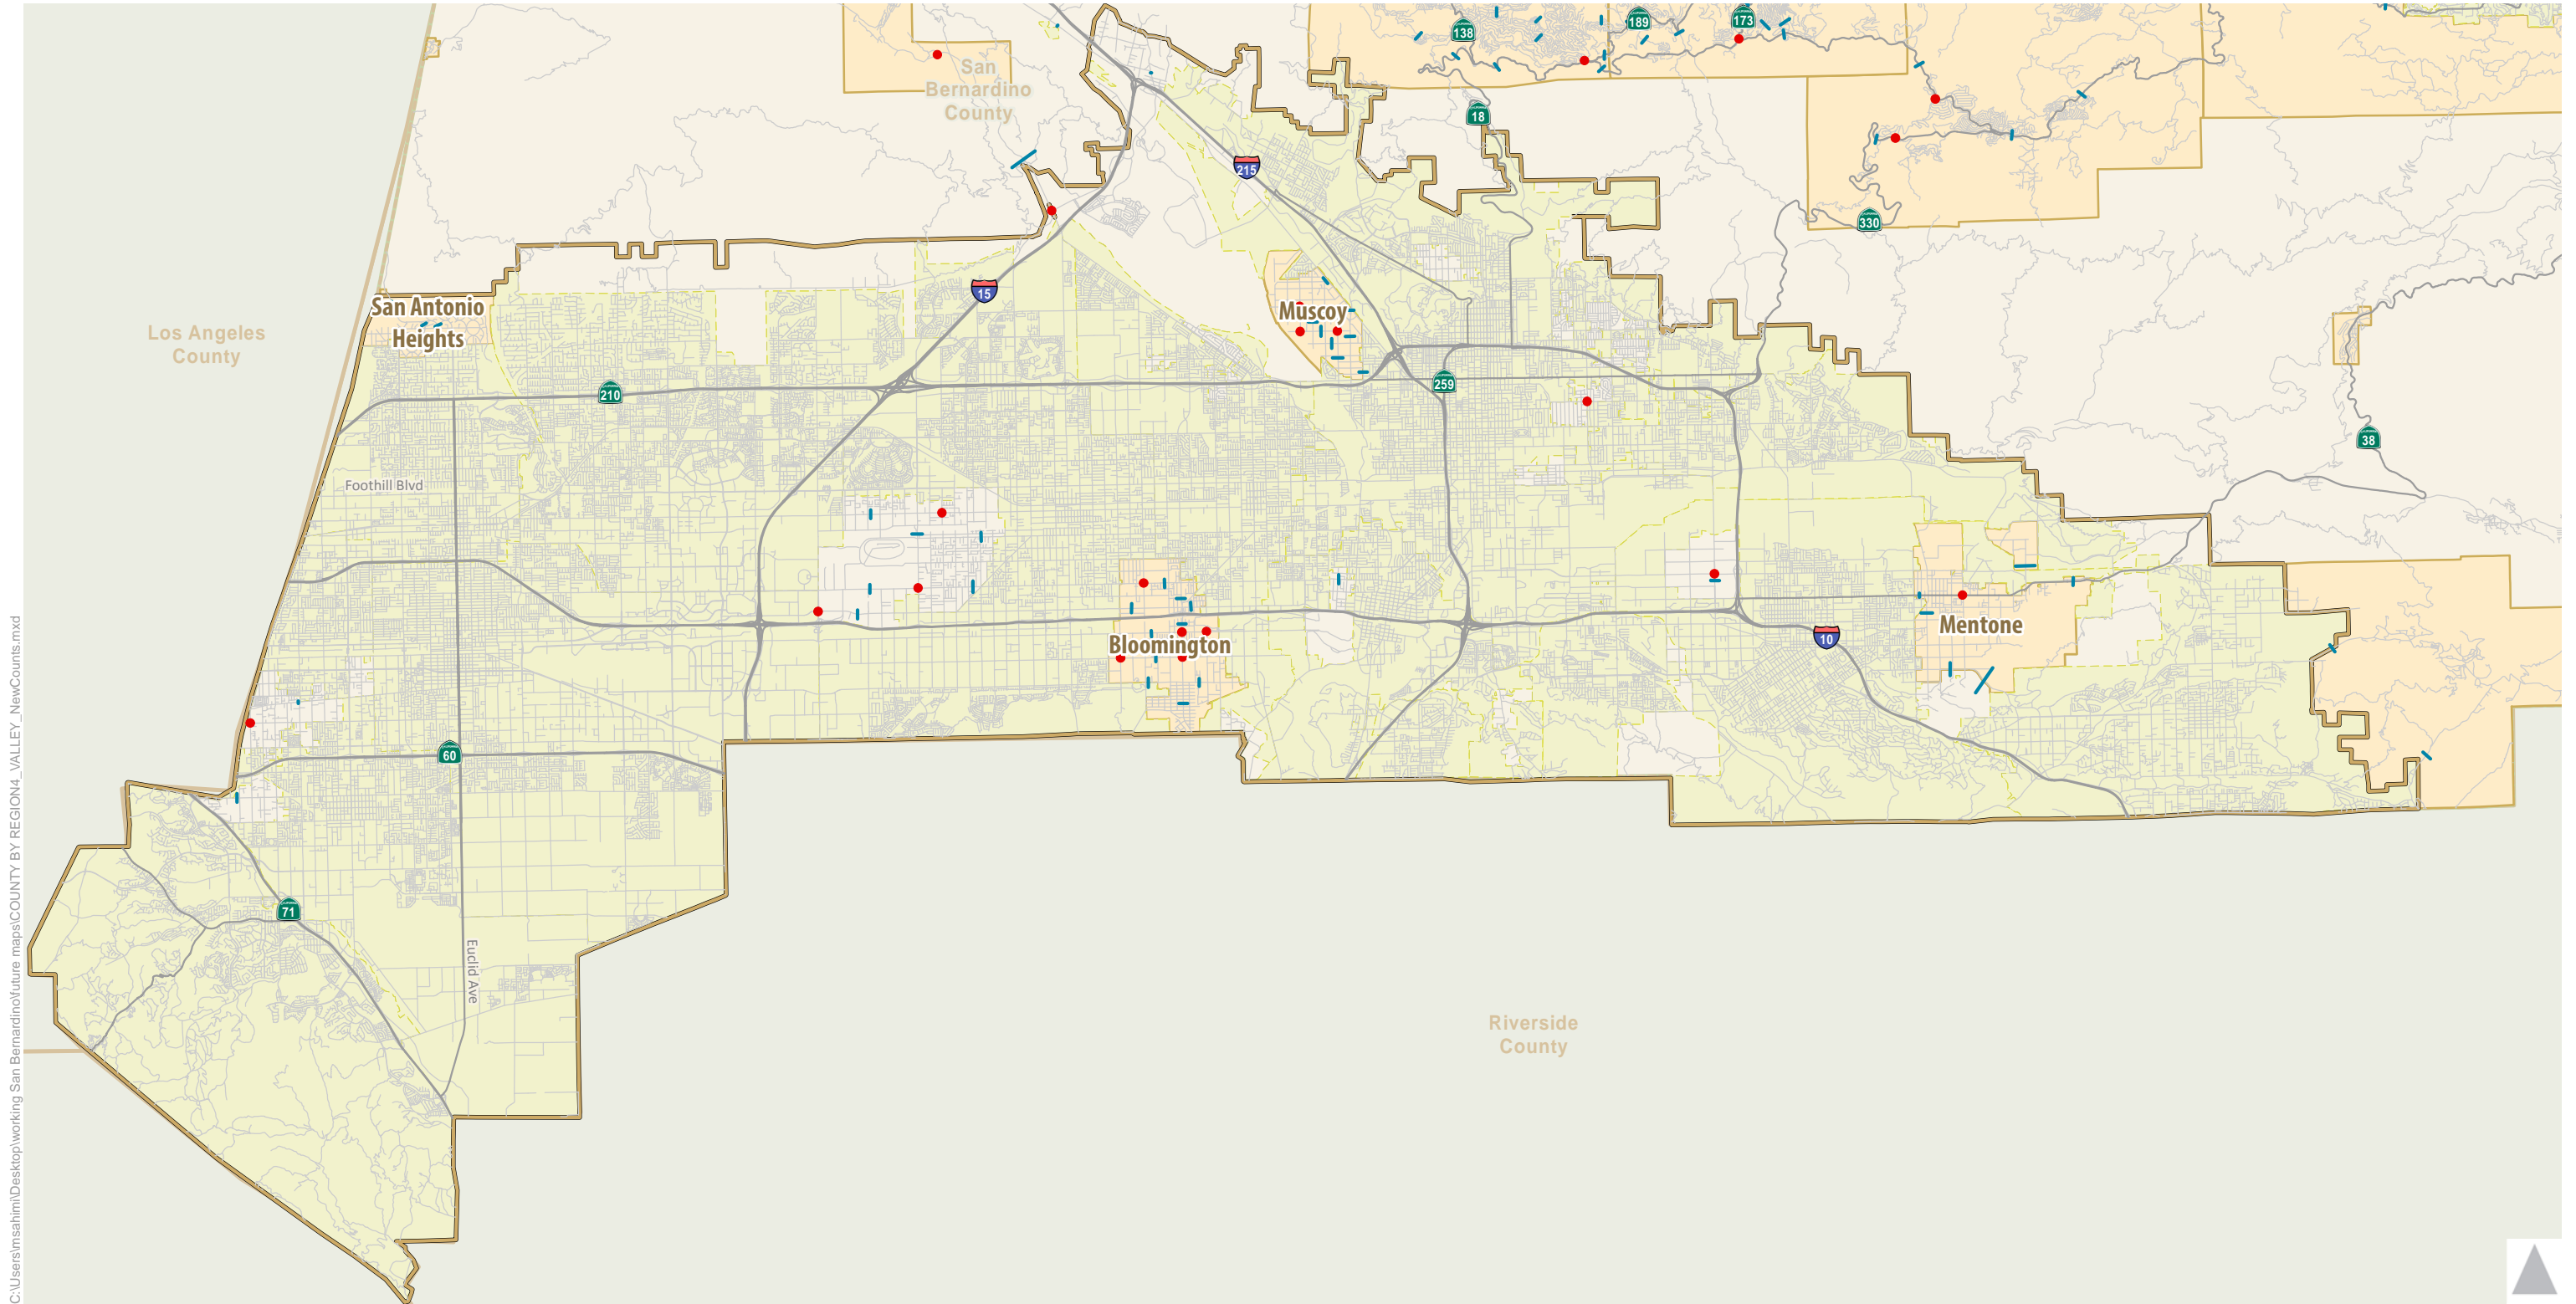 138
189
173
San
Bernardino
County
18
215
330
15
San Antonio
Heights
Muscoy
Los Angeles
County
210
259
38
Foothill Blvd
Mentone
10
Bloomington
60
71
Euclid Ave
Riverside
County
C:\Users\msahimi\Desktop\working San Bernardino\future maps\COUNTY BY REGION4_VALLEY_NewCounts.mxd